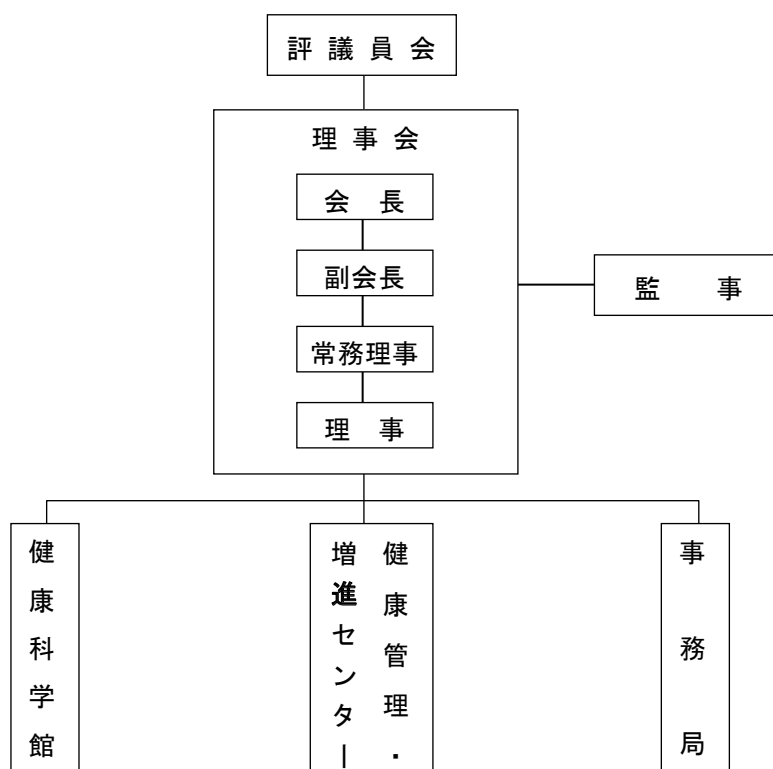 評議員会
理事会
会長
副会長
監事
常務理事
理事
健康科学館
健康管理・
増進センター
事務局